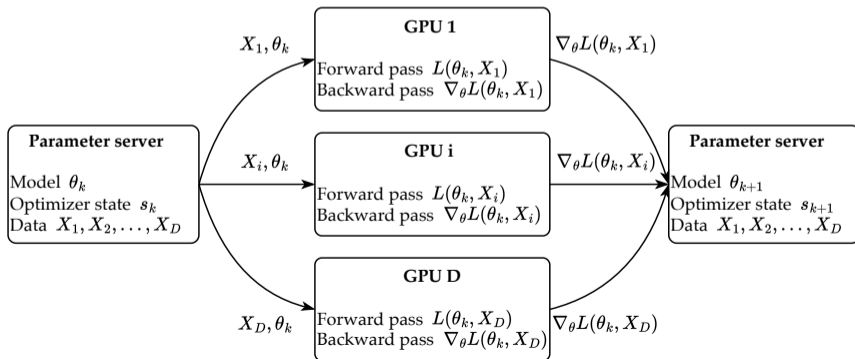 Parameter server
Model θ_k
Optimizer state s_k
Data X_1, X_2, ..., X_D
X_1, θ_k
X_i, θ_k
X_D, θ_k
GPU 1
Forward pass L(θ_k, X_1)
Backward pass ∇_θL(θ_k, X_1)
GPU i
Forward pass L(θ_k, X_i)
Backward pass ∇_θL(θ_k, X_i)
GPU D
Forward pass L(θ_k, X_D)
Backward pass ∇_θL(θ_k, X_D)
∇_θL(θ_k, X_1)
∇_θL(θ_k, X_i)
∇_θL(θ_k, X_D)
Parameter server
Model θ_{k+1}
Optimizer state s_{k+1}
Data X_1, X_2, ..., X_D